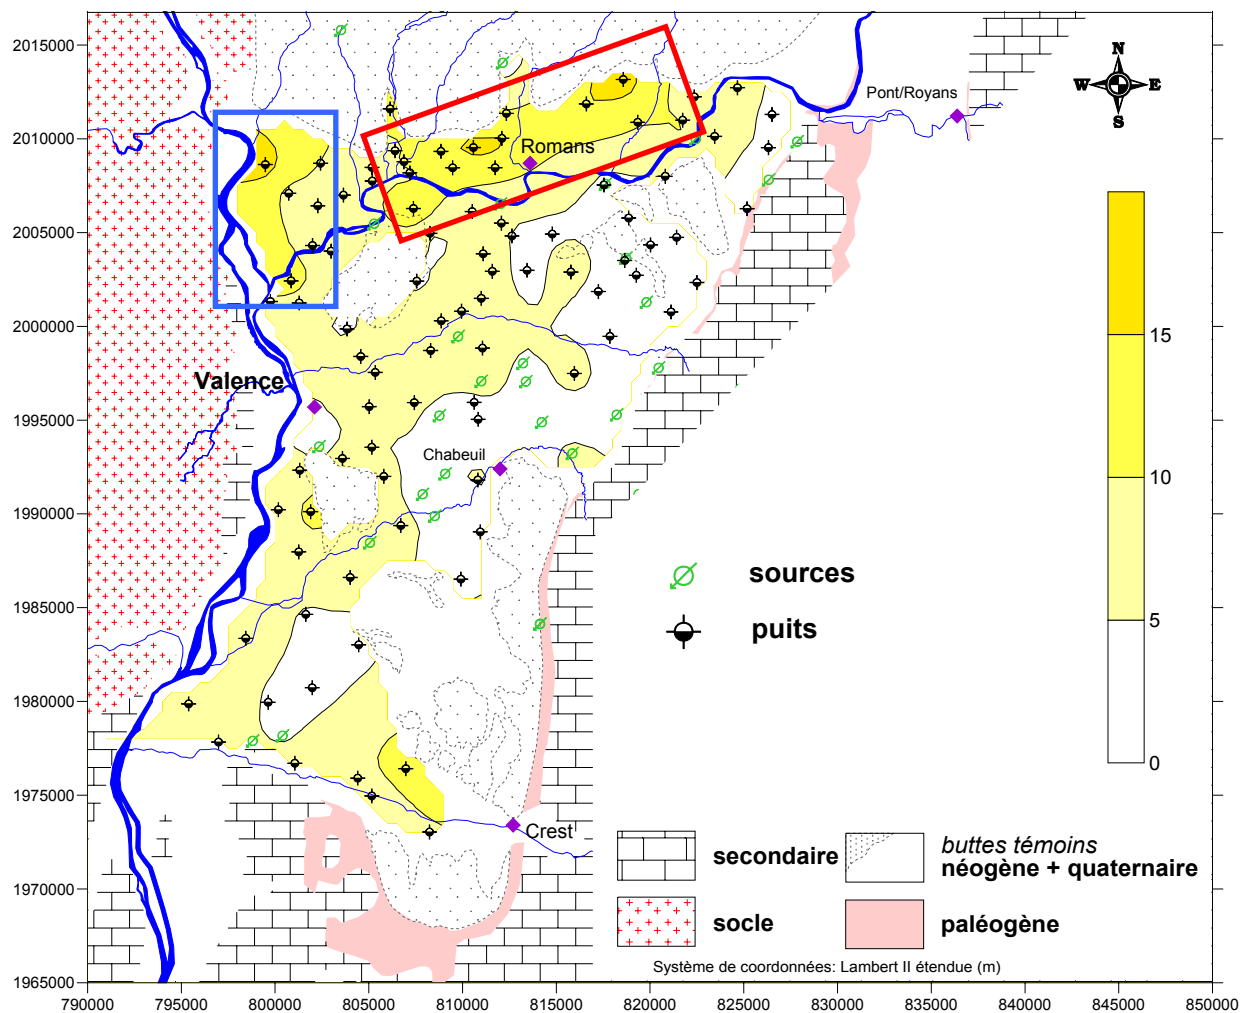 2015000
2010000
2005000
2000000
1995000
1990000
1985000
1980000
1975000
1970000
1965000
790000
795000
800000
805000
810000
815000
820000
825000
830000
835000
840000
845000
850000
Pont/Royans
N
W
E
S
Romans
Valence
Chabeuil
Crest
15
10
5
0
sources
puits
secondaire
buttes témoins
néogène + quaternaire
socle
paléogène
Système de coordonnées: Lambert II étendue (m)